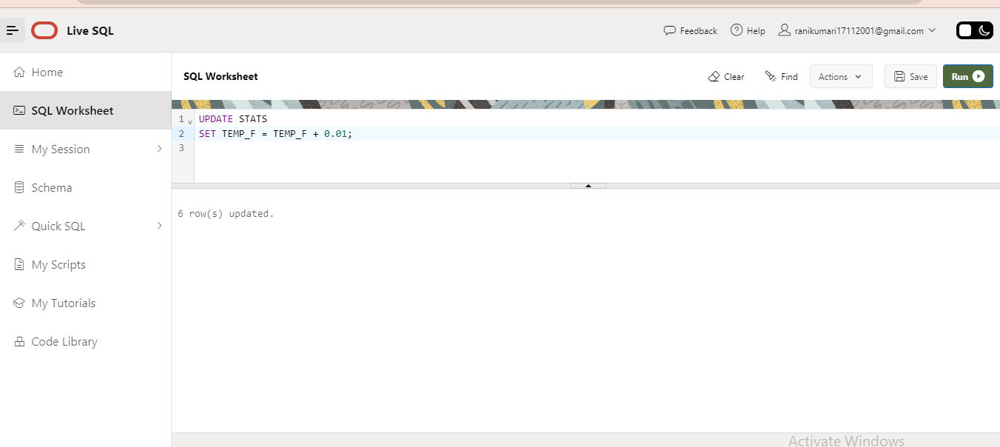 Live SQL
Feedback
Help
ranikumari17112001@gmail.com
Home
SQL Worksheet
My Session
Schema
Quick SQL
My Scripts
My Tutorials
Code Library
SQL Worksheet
Clear
Find
Actions
Save
Run
1 UPDATE STATS
2 SET TEMP_F = TEMP_F + 0.01;
3
6 row(s) updated.
Activate Windows